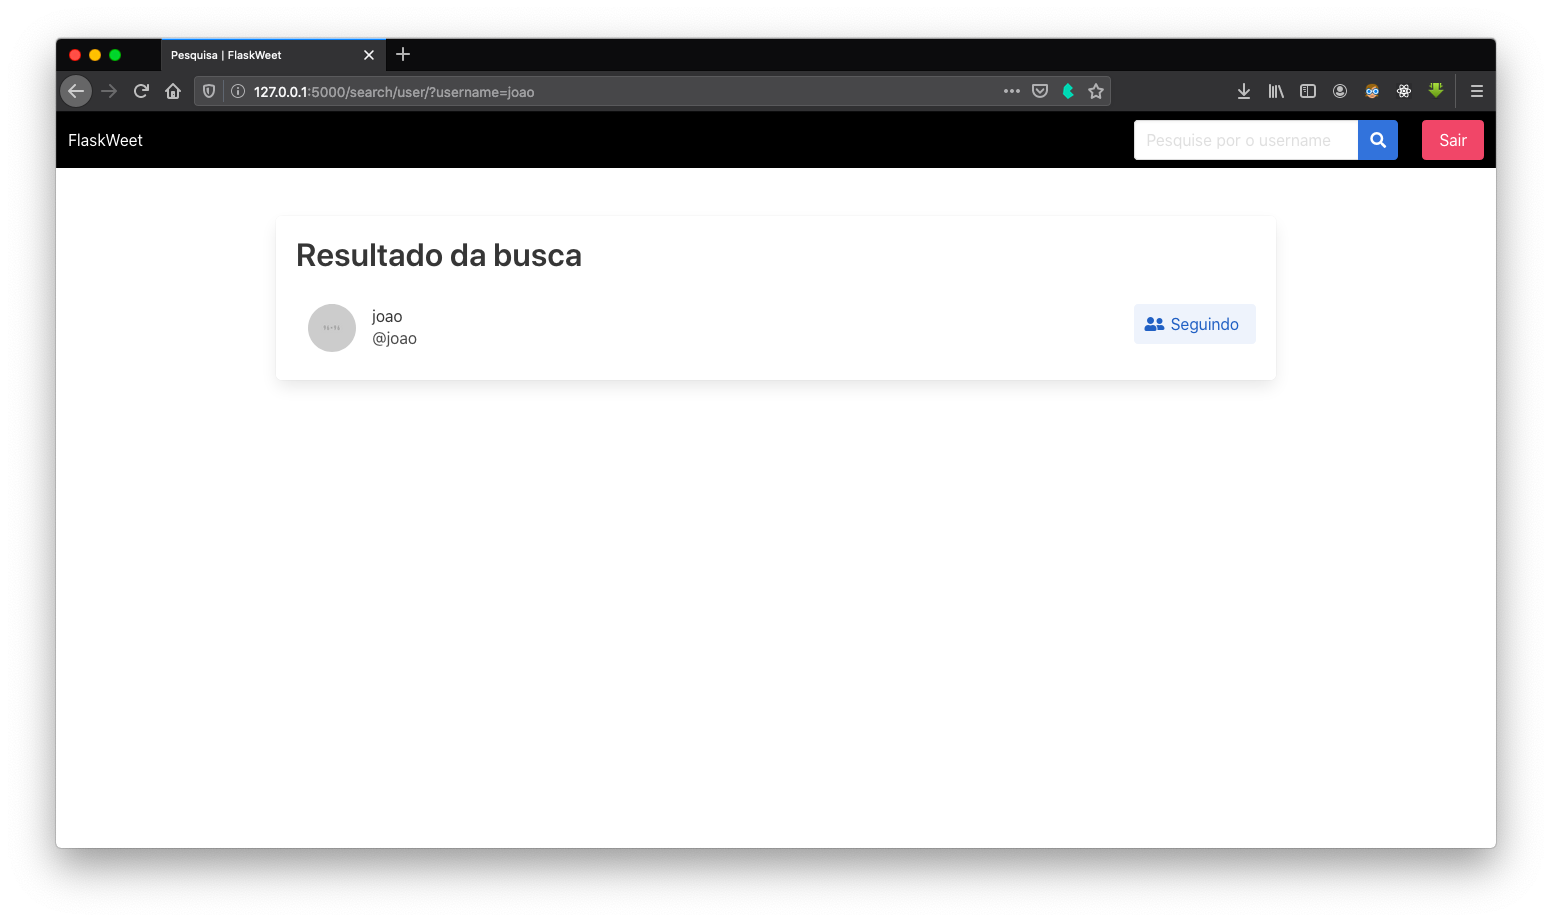 Pesquisa | FlaskWeet
127.0.0.1:5000/search/user/?username=joao
FlaskWeet
Pesquise por o username
Sair
Resultado da busca
joao
@joao
Seguindo